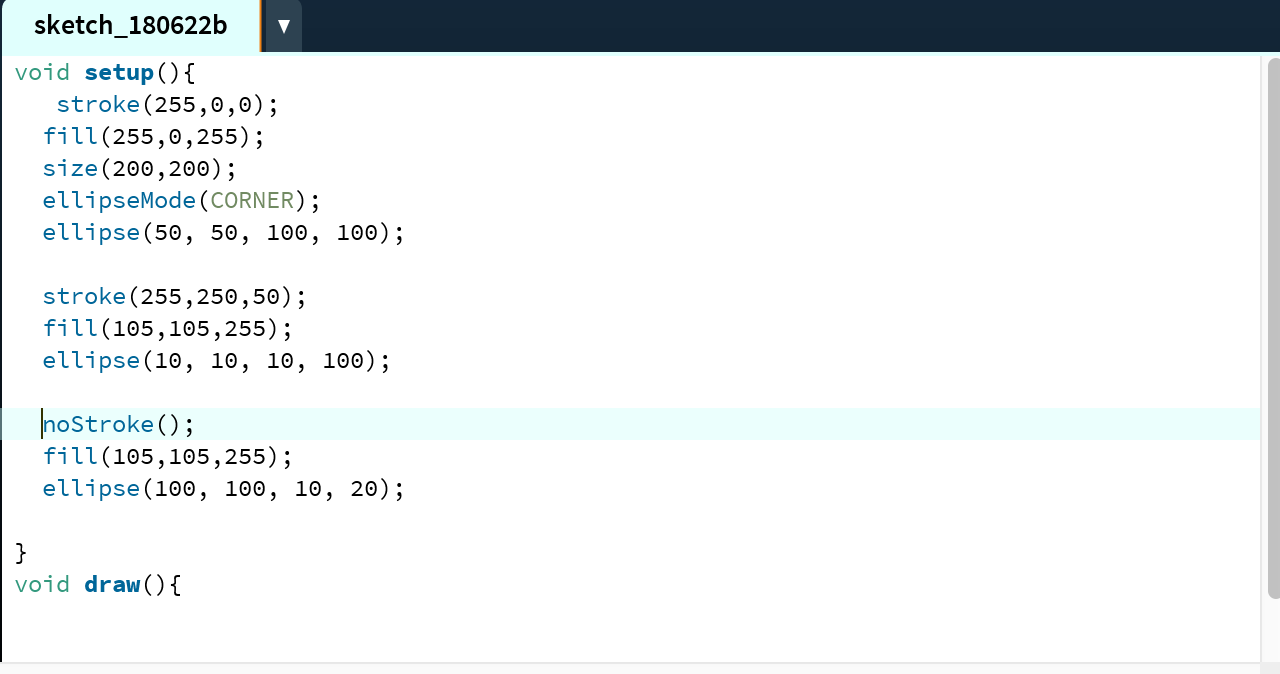 sketch_180622b ▼
void setup(){
   stroke(255,0,0);
  fill(255,0,255);
  size(200,200);
  ellipseMode(CORNER);
  ellipse(50, 50, 100, 100);

  stroke(255,250,50);
  fill(105,105,255);
  ellipse(10, 10, 10, 100);

  noStroke();
  fill(105,105,255);
  ellipse(100, 100, 10, 20);

}
void draw(){